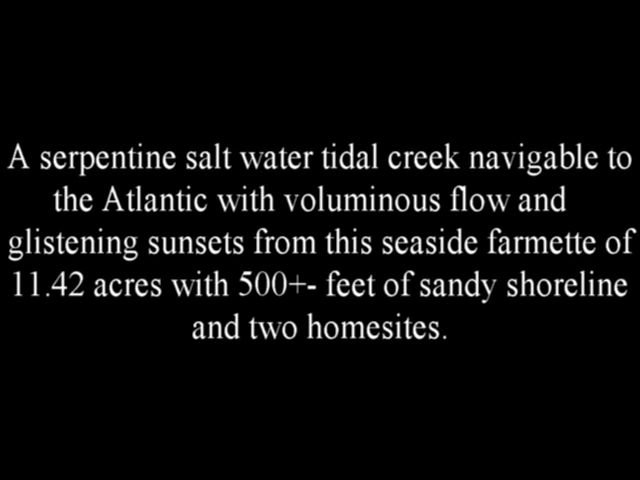 A serpentine salt water tidal creek navigable to
the Atlantic with voluminous flow and
glistening sunsets from this seaside farmette of
11.42 acres with 500+- feet of sandy shoreline
and two homesites.